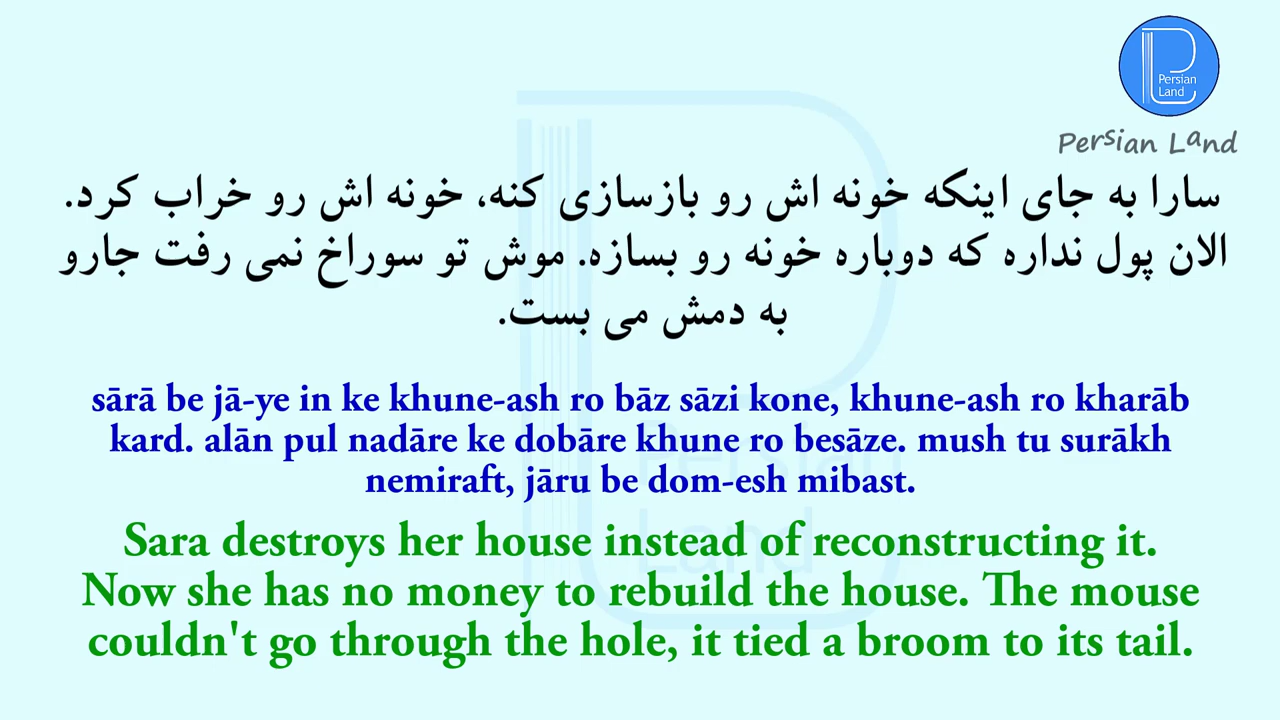 Persian
Land
Persian Land
سارا به جای اینکه خونه اش رو بازسازی کنه، خونه اش رو خراب کرد.
الان پول نداره که دوباره خونه رو بسازه. موش تو سوراخ نمی رفت جارو
به دمش می بست.
sārā be jā-ye in ke khune-ash ro bāz sāzi kone, khune-ash ro kharāb
kard. alān pul nadāre ke dobāre khune ro besāze. mush tu surākh
nemiraft, jāru be dom-esh mibast.
Sara destroys her house instead of reconstructing it.
Now she has no money to rebuild the house. The mouse
couldn't go through the hole, it tied a broom to its tail.
Persian
Land